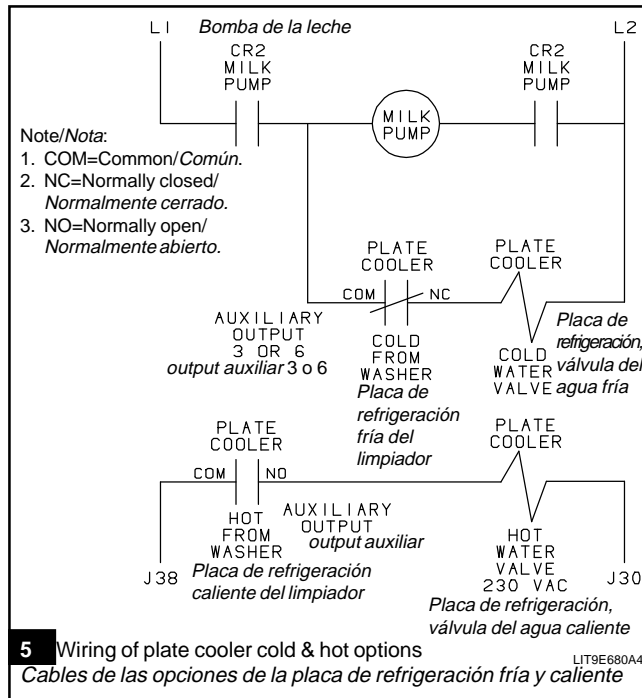 L1 Bomba de la leche L2
CR2
MILK
PUMP
MILK
PUMP
CR2
MILK
PUMP
Note/Nota:
1. COM=Common/Común.
2. NC=Normally closed/
Normalmente cerrado.
3. NO=Normally open/
Normalmente abierto.
PLATE
COOLER
COM NC
COLD
FROM
WASHER
Placa de
refrigeración
fría del
limpiador
AUXILIARY
OUTPUT
3 OR 6
output auxiliar 3 o 6
PLATE
COOLER
COLD
WATER
VALVE
Placa de
refrigeración,
válvula del
agua fría
PLATE
COOLER
COM NO
HOT
FROM
WASHER
AUXILIARY
OUTPUT
output auxiliar
Placa de refrigeración
caliente del limpiador
J38
PLATE
COOLER
HOT
WATER
VALVE
230 VAC
J30
Placa de refrigeración,
válvula del agua caliente
5 Wiring of plate cooler cold & hot options
LIT9E680A4
Cables de las opciones de la placa de refrigeración fría y caliente